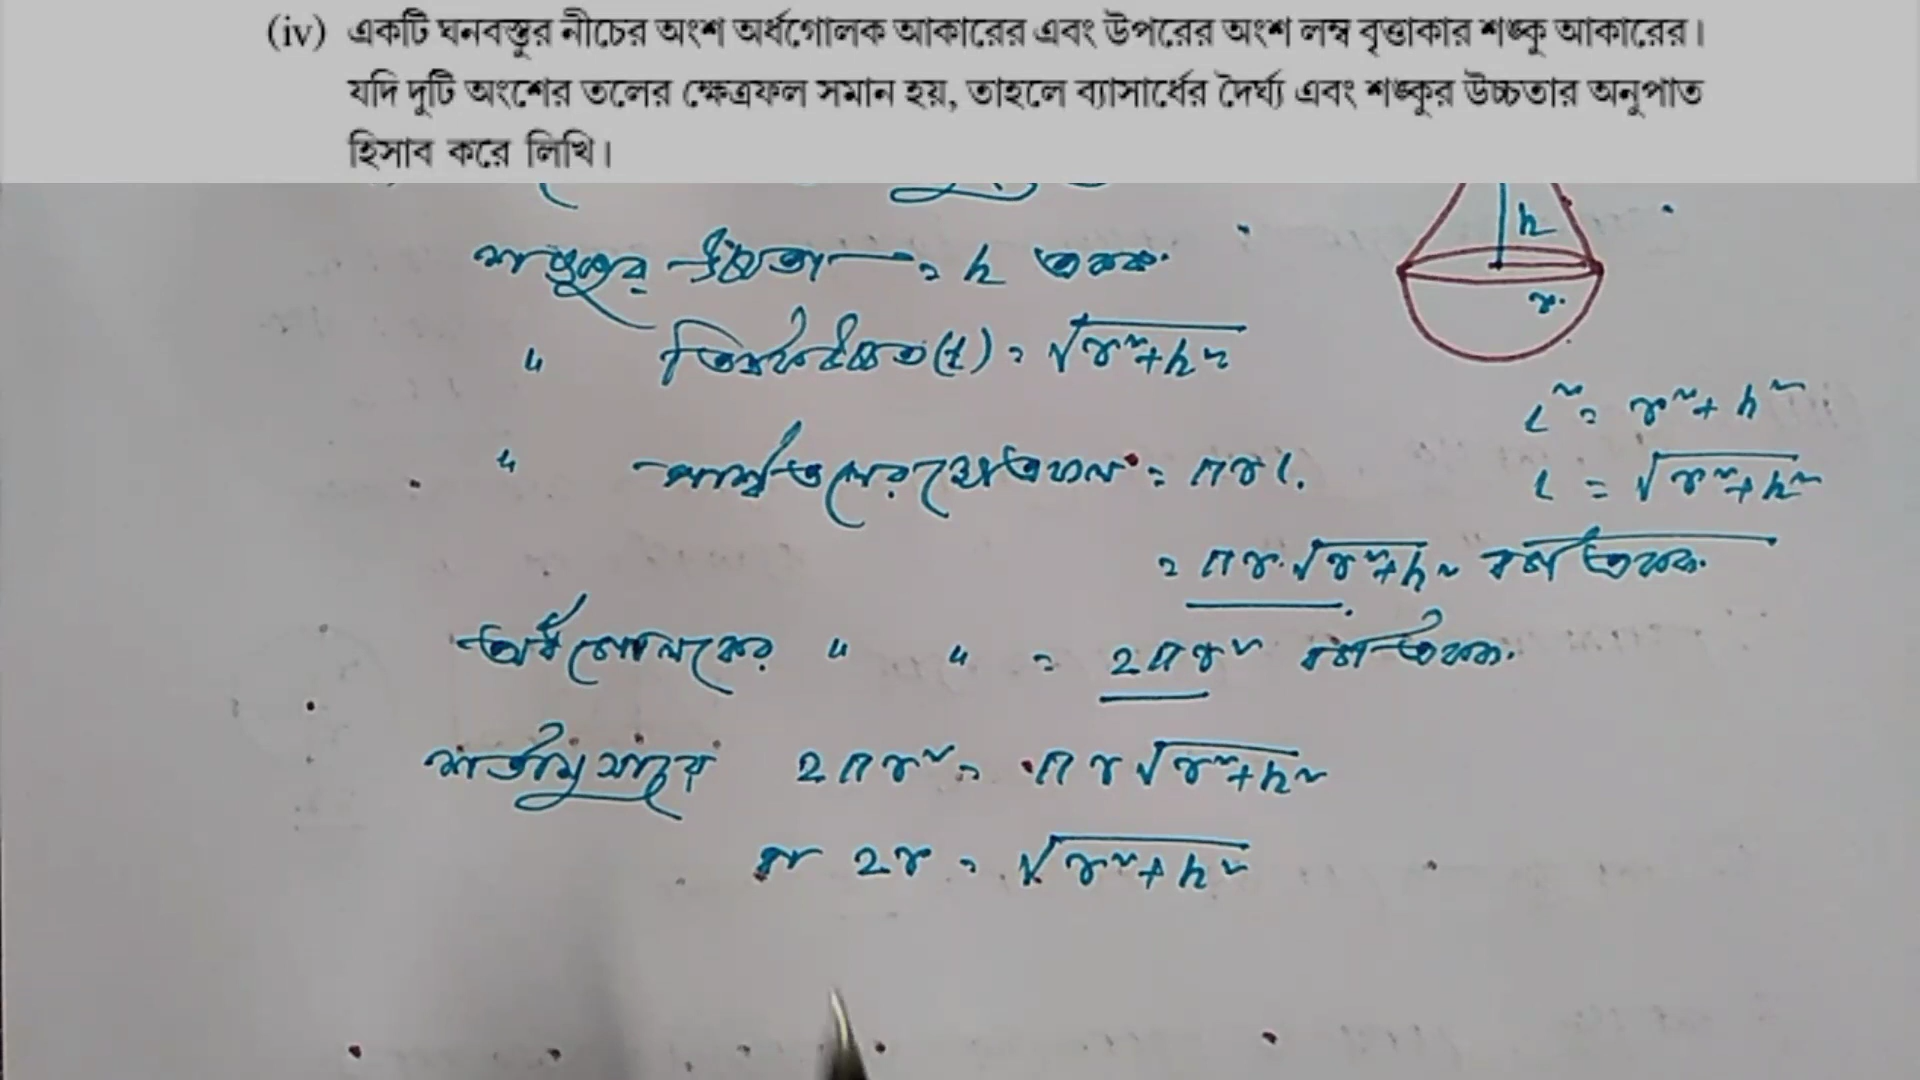 (iv) একটি ঘনবস্তুর নীচের অংশ অর্ধগোলক আকারের এবং উপরের অংশ লম্ব বৃত্তাকার শঙ্কু আকারের।
যদি দুটি অংশের তলের ক্ষেত্রফল সমান হয়, তাহলে ব্যাসার্ধের দৈর্ঘ্য এবং শঙ্কুর উচ্চতার অনুপাত
হিসাব করে লিখি।
h
r.
শঙ্কুর উচ্চতা = h একক.
" তির্যক উচ্চতা (l) = √r²+h²
l² = r² + h²
" পার্শ্বতলের ক্ষেত্রফল = πrl.
l = √r²+h²
= πr.√r²+h² বর্গ একক.
অর্ধগোলকের " " = 2πr² বর্গ একক.
শর্তানুসারে 2πr² = πr√r²+h²
বা 2r = √r²+h²